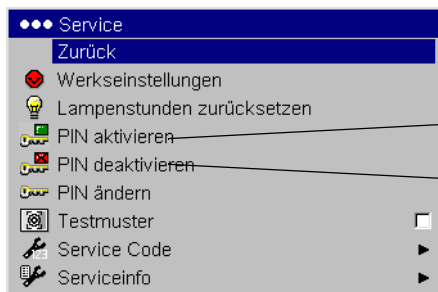 Service
Zurück
Werkseinstellungen
Lampenstunden zurücksetzen
PIN aktivieren
PIN deaktivieren
PIN ändern
Testmuster
Service Code
Serviceinfo